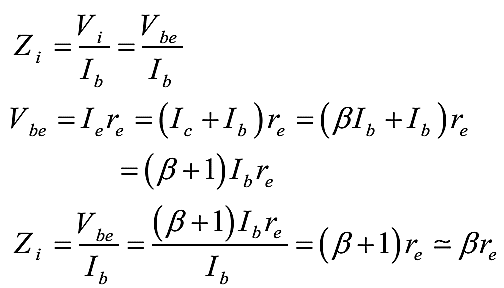 Z_i = V_i / I_b = V_be / I_b
V_be = I_e r_e = (I_c + I_b) r_e = (βI_b + I_b) r_e
= (β + 1) I_b r_e
Z_i = V_be / I_b = (β + 1) I_b r_e / I_b = (β + 1) r_e ≃ βr_e